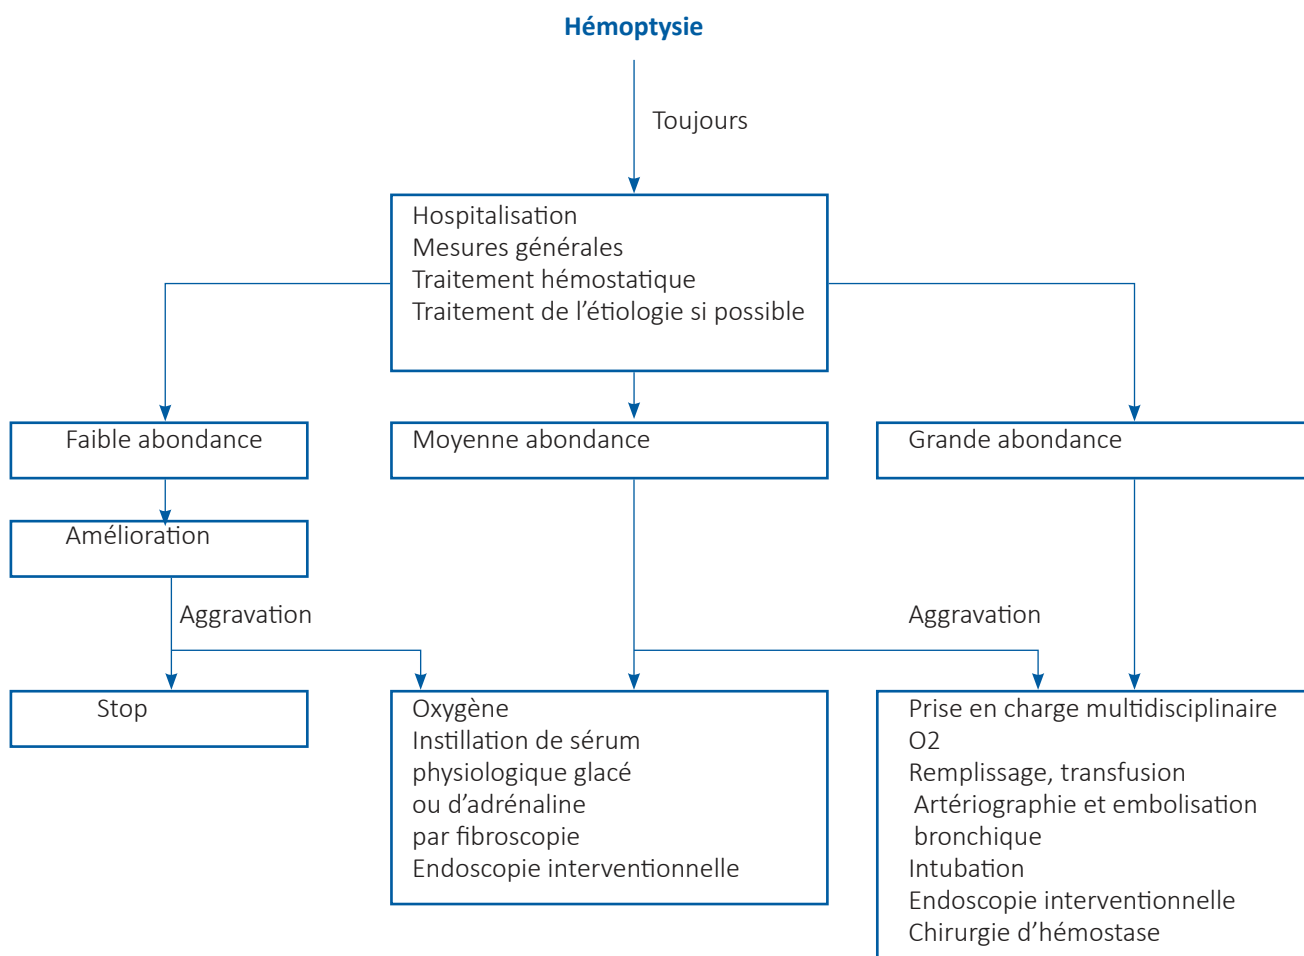 Hémoptysie
Toujours
Hospitalisation
Mesures générales
Traitement hémostatique
Traitement de l’étiologie si possible
Faible abondance
Moyenne abondance
Grande abondance
Amélioration
Aggravation
Aggravation
Stop
Oxygène
Instillation de sérum
physiologique glacé
ou d’adrénaline
par fibroscopie
Endoscopie interventionnelle
Prise en charge multidisciplinaire
O2
Remplissage, transfusion
Artériographie et embolisation
bronchique
Intubation
Endoscopie interventionnelle
Chirurgie d’hémostase